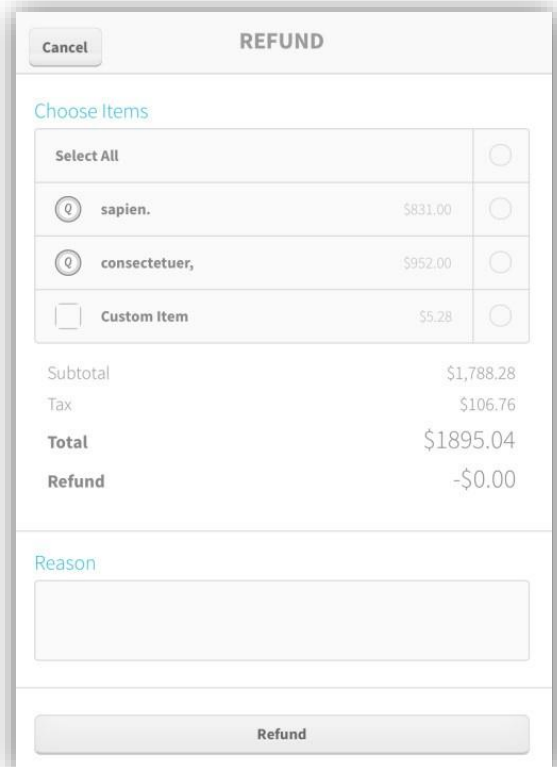 Cancel REFUND
Choose Items
Select All
Q sapien. $831.00
Q consectetuer, $952.00
Custom Item $5.28
Subtotal $1,788.28
Tax $106.76
Total $1895.04
Refund -$0.00
Reason
Refund